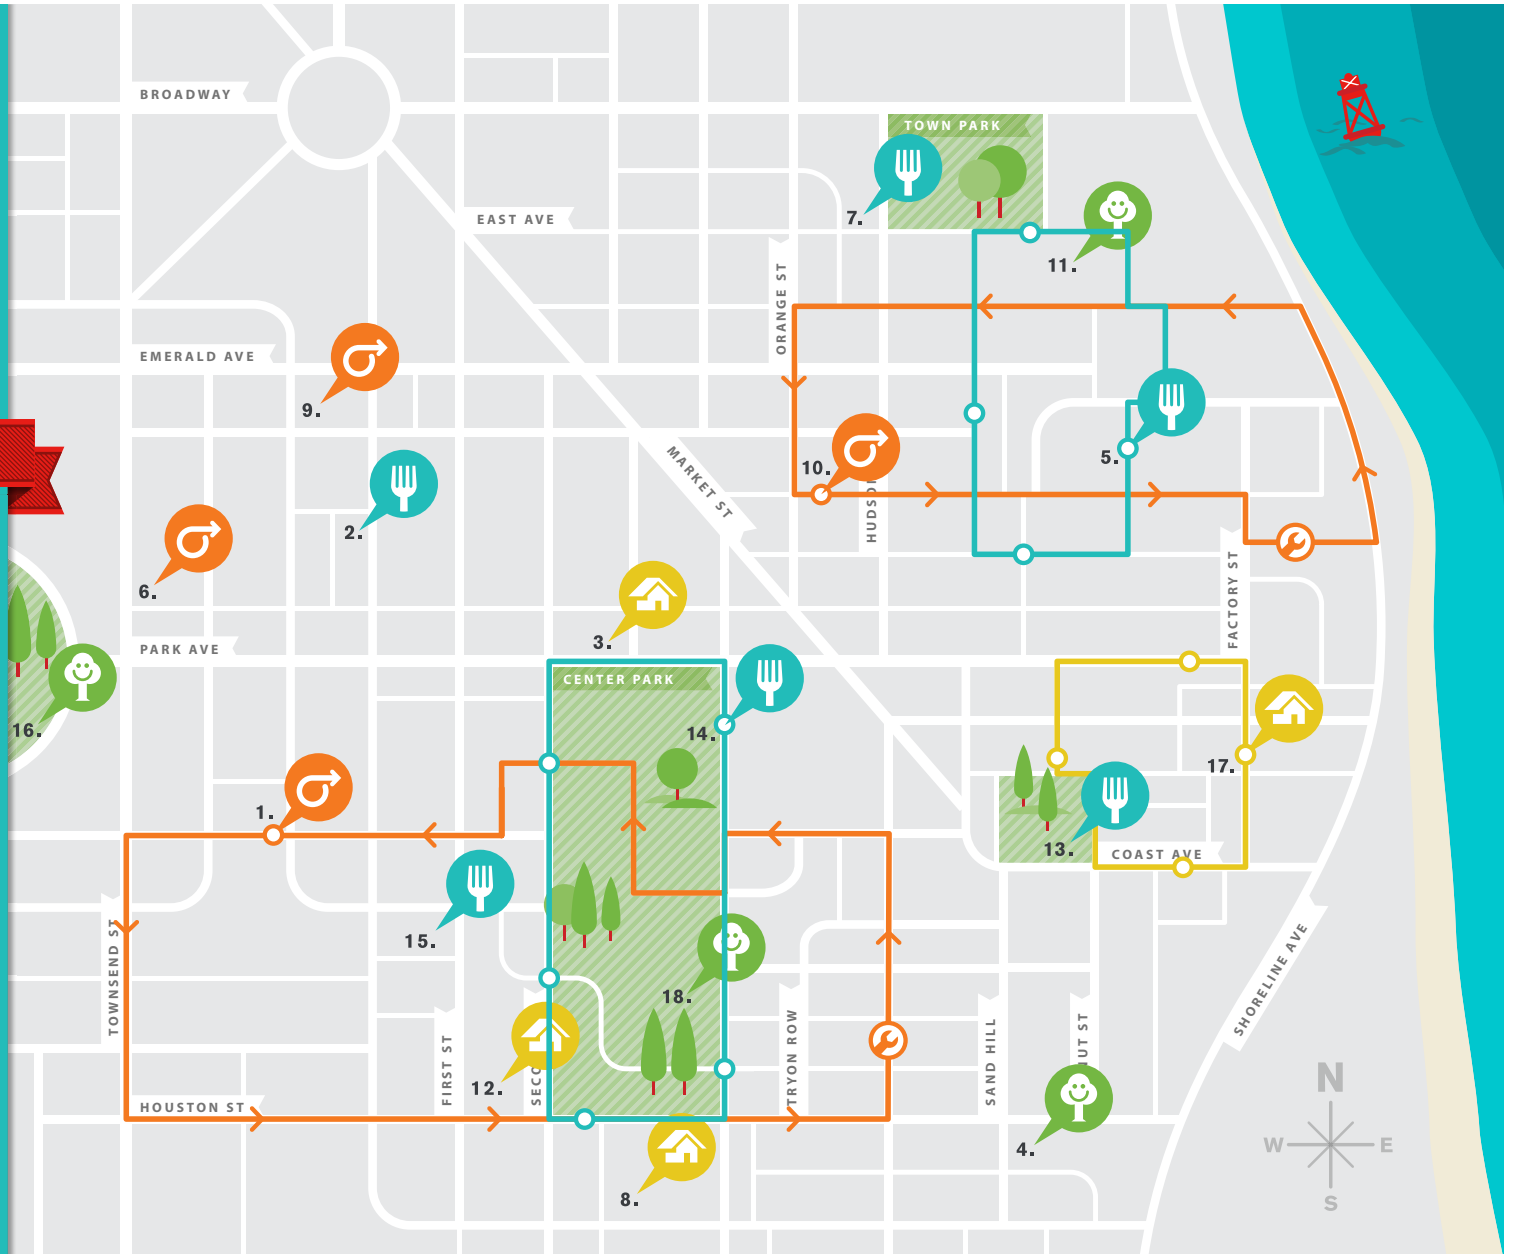 BROADWAY
TOWN PARK
7.
EAST AVE
11.
ORANGE ST
EMERALD AVE
9.
MARKET ST
5.
10.
2.
6.
3.
FACTORY ST
PARK AVE
CENTER PARK
16.
14.
17.
1.
13.
COAST AVE
15.
TOWNSEND ST
18.
SHORELINE AVE
FIRST ST
12.
TRYON ROW
SAND HILL
HOUSTON ST
4.
8.
N
W
E
S